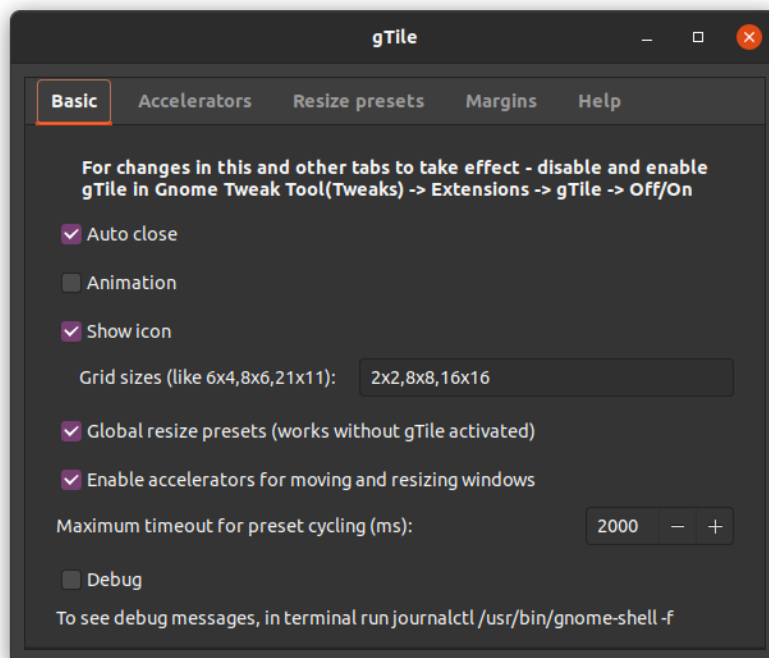 gTile
Basic Accelerators Resize presets Margins Help
For changes in this and other tabs to take effect - disable and enable
gTile in Gnome Tweak Tool(Tweaks) -> Extensions -> gTile -> Off/On
Auto close
Animation
Show icon
Grid sizes (like 6x4,8x6,21x11): 2x2,8x8,16x16
Global resize presets (works without gTile activated)
Enable accelerators for moving and resizing windows
Maximum timeout for preset cycling (ms): 2000
Debug
To see debug messages, in terminal run journalctl /usr/bin/gnome-shell -f